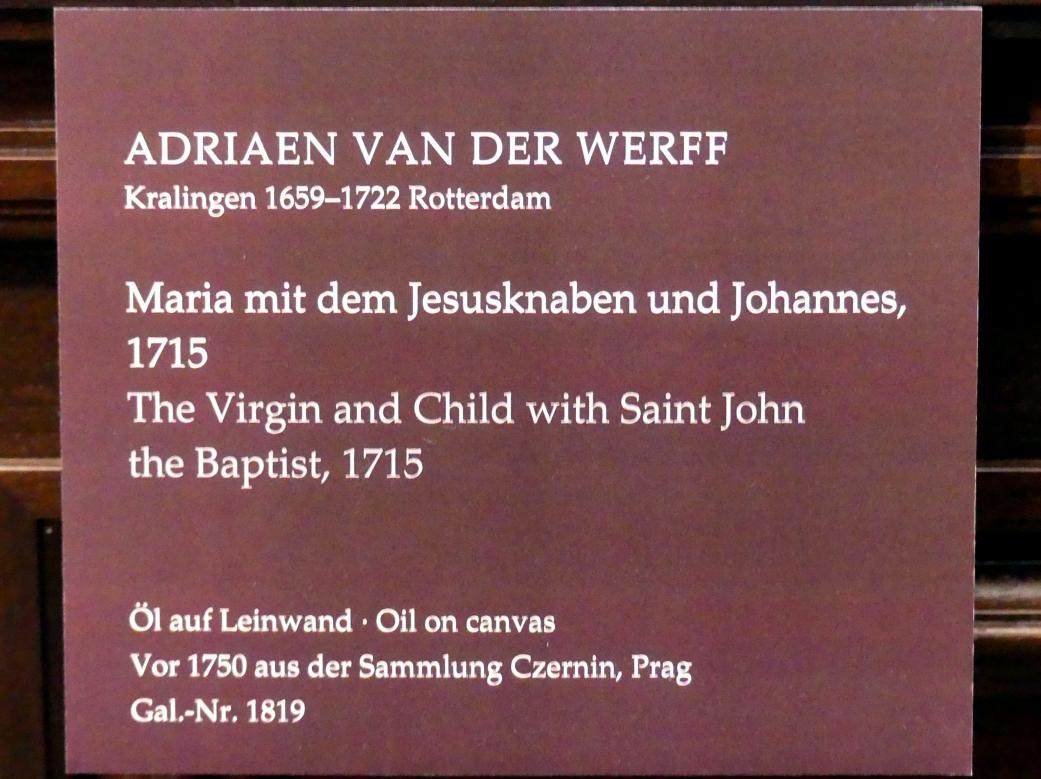 ADRIAEN VAN DER WERFF
Kralingen 1659–1722 Rotterdam
Maria mit dem Jesusknaben und Johannes,
1715
The Virgin and Child with Saint John
the Baptist, 1715
Öl auf Leinwand · Oil on canvas
Vor 1750 aus der Sammlung Czernin, Prag
Gal.-Nr. 1819